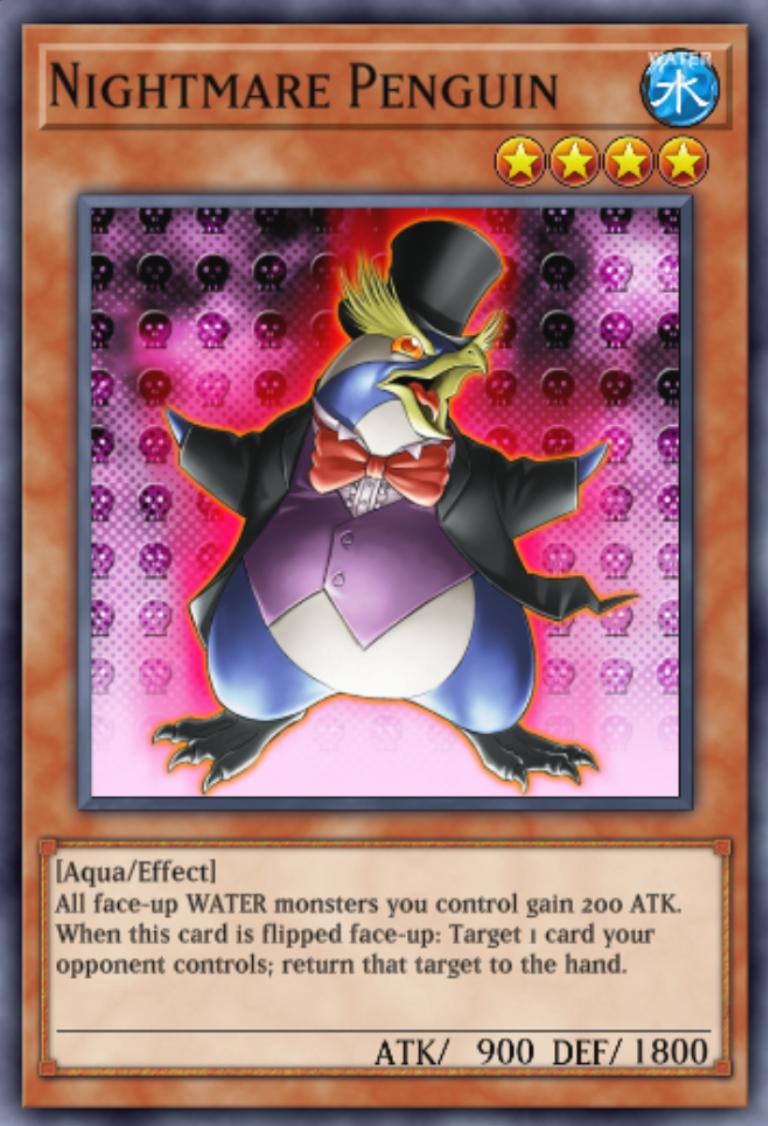 Nightmare Penguin
WATER
水
[Aqua/Effect]
All face-up WATER monsters you control gain 200 ATK.
When this card is flipped face-up: Target 1 card your
opponent controls; return that target to the hand.
ATK/ 900 DEF/ 1800